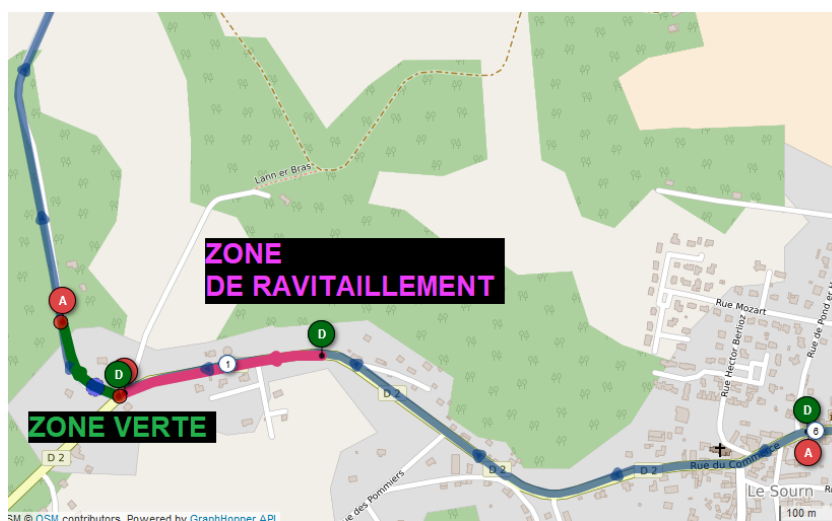 Lann er Bras
ZONE
DE RAVITAILLEMENT
A
Rue Mozart
Rue de Pond er
Rue Hector Berlioz
D
1
D
D 2
ZONE VERTE
D
6
A
D 2
D 2
D 2
Rue du Commerce
Rue des Pommiers
Le Sourn
100 m
SM © OSM contributors, Powered by GraphHopper API